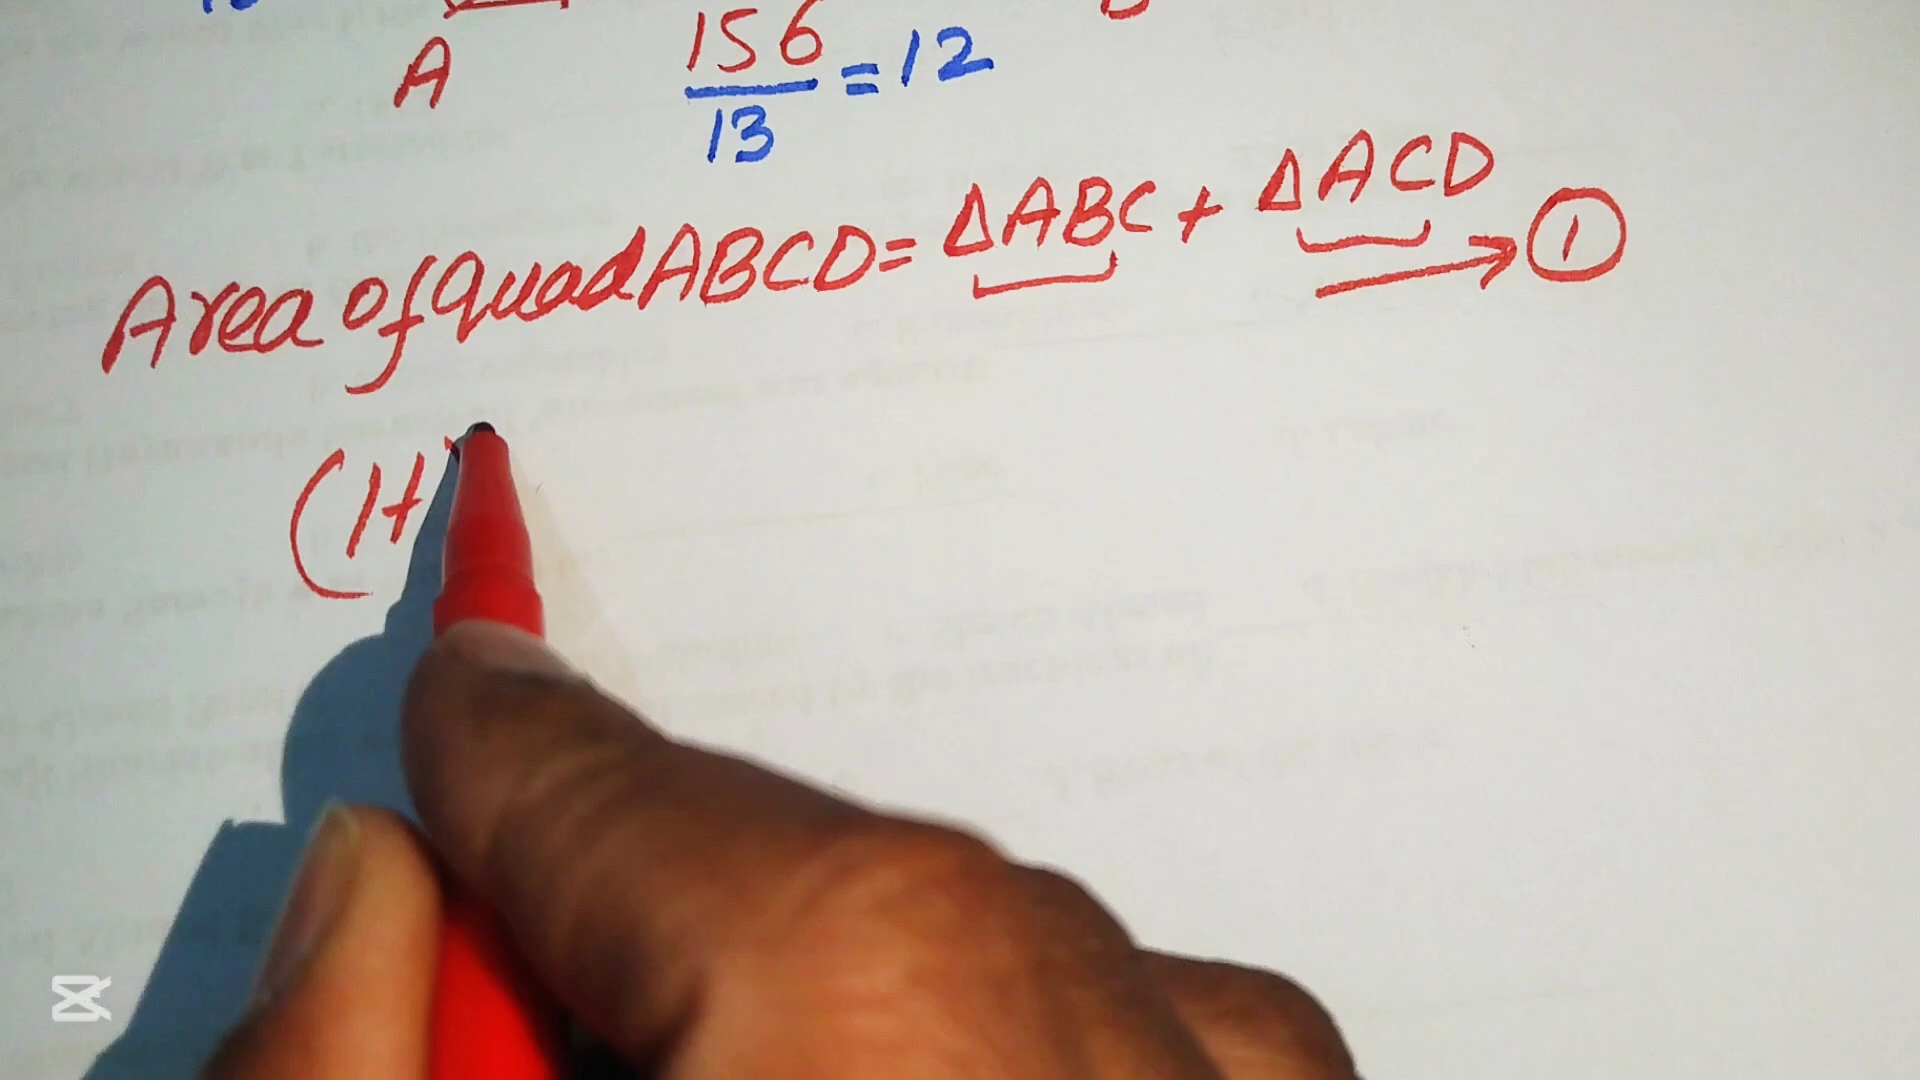 A
156
13
=12
Area of quad ABCD = ΔABC + ΔACD
1
(H